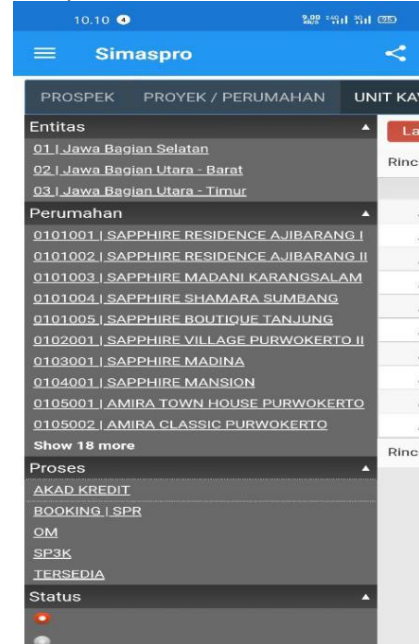 10.10 4
Simaspro
PROSPEK PROYEK / PERUMAHAN UNIT KAV
Entitas
01 | Jawa Bagian Selatan
02 | Jawa Bagian Utara - Barat
03 | Jawa Bagian Utara - Timur
Perumahan
0101001 | SAPPHIRE RESIDENCE AJIBARANG I
0101002 | SAPPHIRE RESIDENCE AJIBARANG II
0101003 | SAPPHIRE MADANI KARANGSALAM
0101004 | SAPPHIRE SHAMARA SUMBANG
0101005 | SAPPHIRE BOUTIQUE TANJUNG
0102001 | SAPPHIRE VILLAGE PURWOKERTO II
0103001 | SAPPHIRE MADINA
0104001 | SAPPHIRE MANSION
0105001 | AMIRA TOWN HOUSE PURWOKERTO
0105002 | AMIRA CLASSIC PURWOKERTO
Show 18 more
Proses
AKAD KREDIT
BOOKING | SPR
OM
SP3K
TERSEDIA
Status
La
Rinc
Rinc